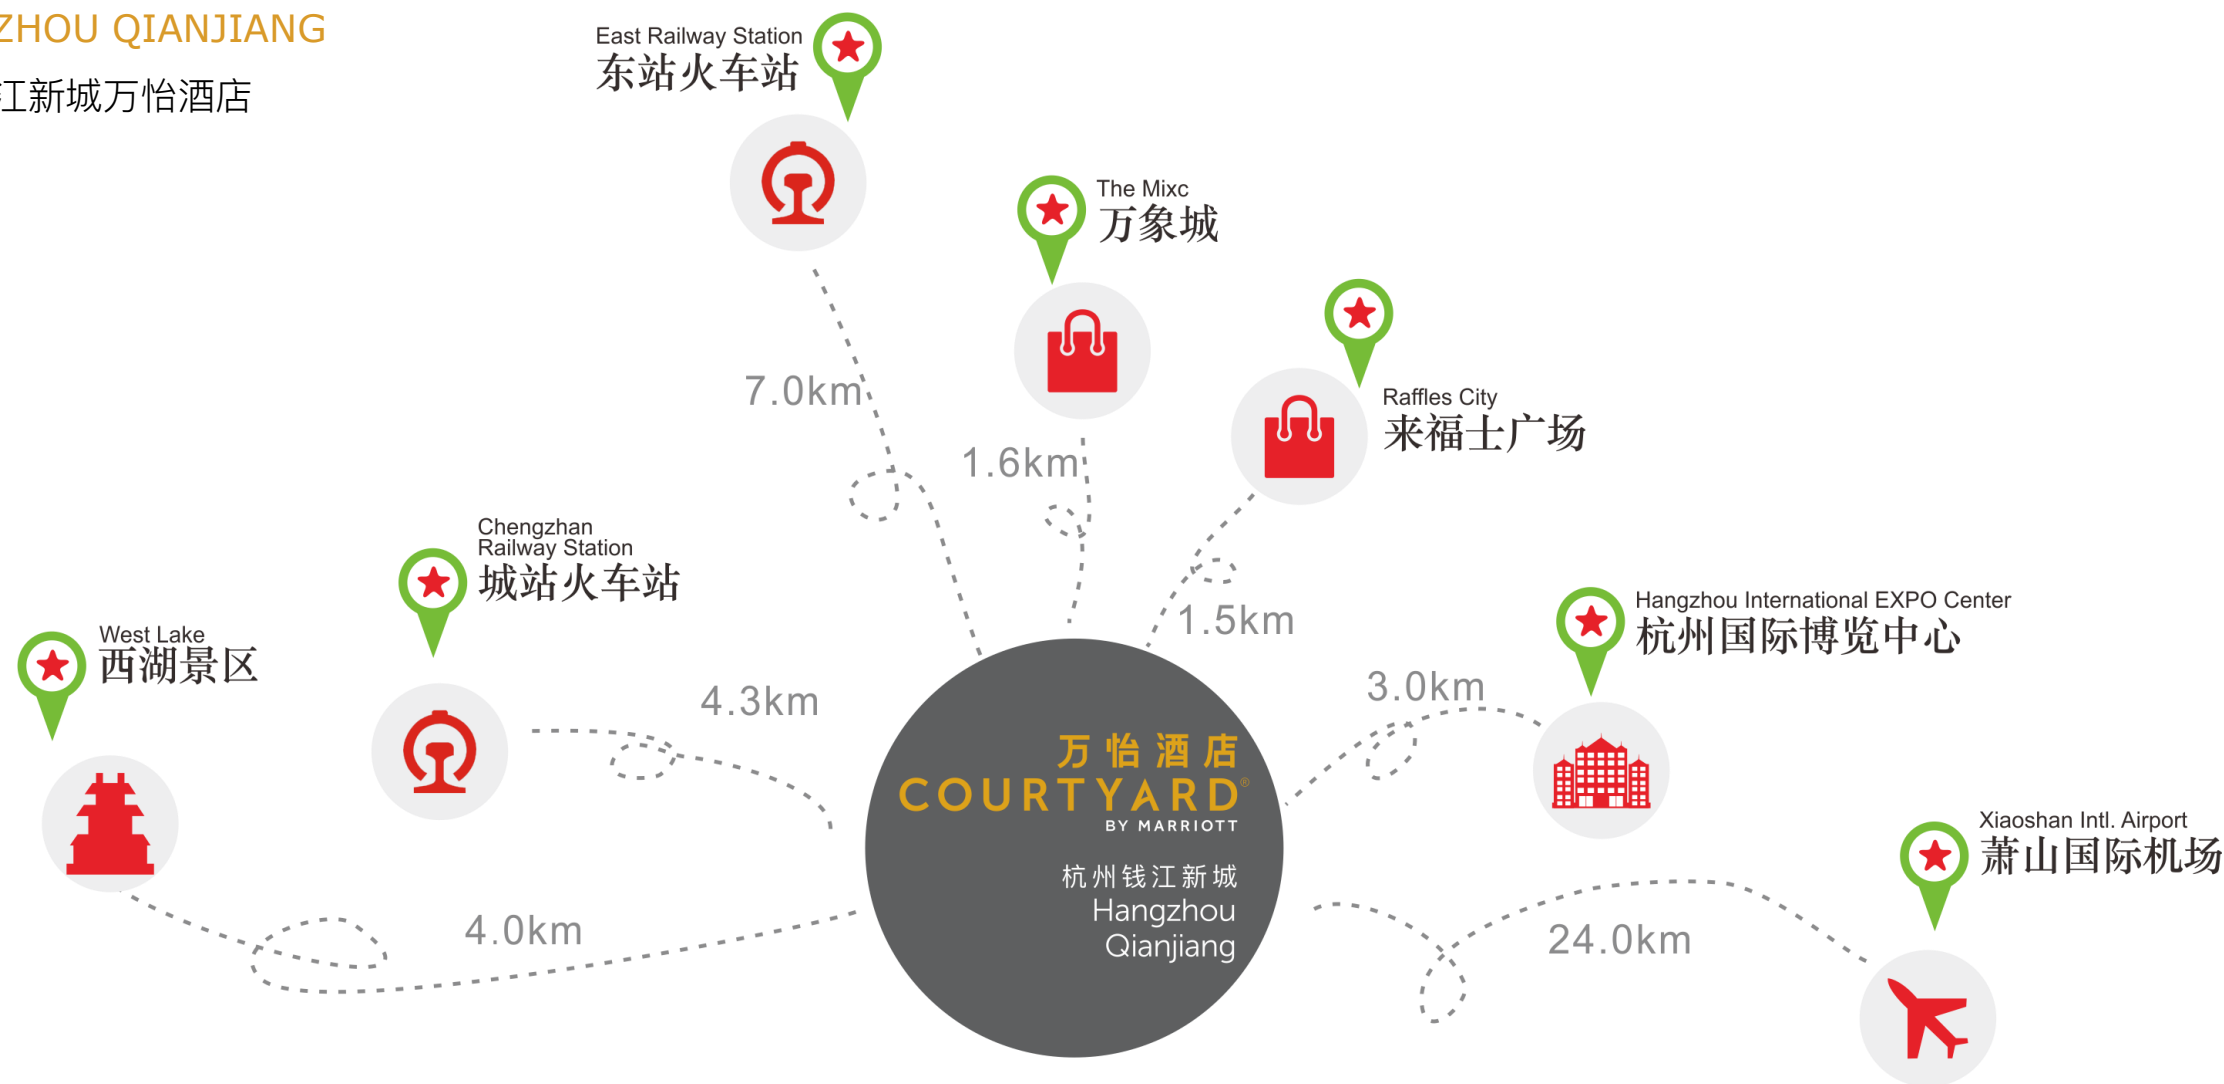 ZHOU QIANJIANG
江新城万怡酒店
East Railway Station
东站火车站
The Mixc
万象城
Raffles City
来福士广场
7.0km
1.6km
1.5km
Chengzhan
Railway Station
城站火车站
West Lake
西湖景区
Hangzhou International EXPO Center
杭州国际博览中心
4.3km
3.0km
万怡酒店
COURTYARD®
BY MARRIOTT
杭州钱江新城
Hangzhou
Qianjiang
Xiaoshan Intl. Airport
萧山国际机场
4.0km
24.0km